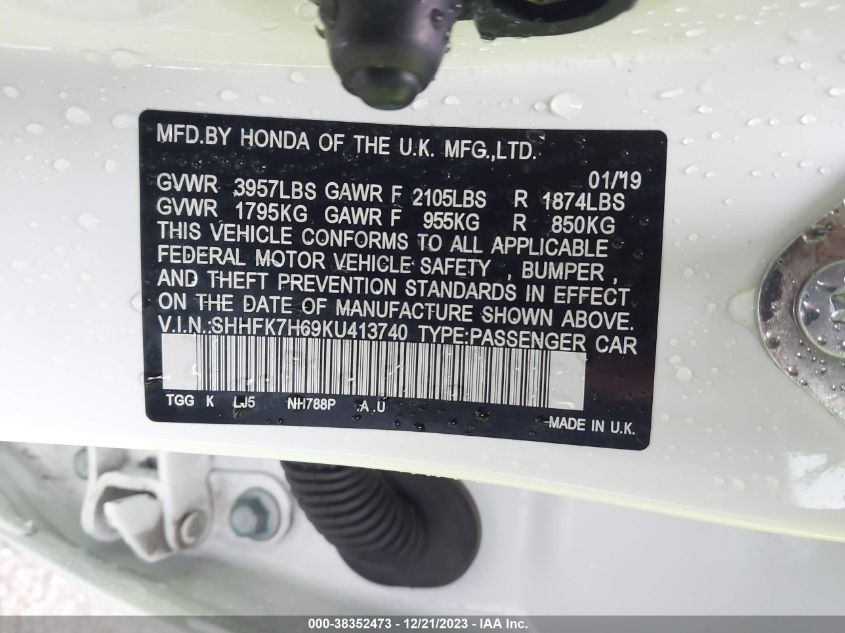 MFD.BY HONDA OF THE U.K. MFG.,LTD.
01/'19
GVWR 3957LBS GAWR F 2105LBS R 1874LBS
GVWR 1795KG GAWR F 955KG R 850KG
THIS VEHICLE CONFORMS TO ALL APPLICABLE
FEDERAL MOTOR VEHICLE SAFETY , BUMPER ,
AND THEFT PREVENTION STANDARDS IN EFFECT
ON THE DATE OF MANUFACTURE SHOWN ABOVE.
V.I.N.:SHHFK7H69KU413740 TYPE:PASSENGER CAR
TGG K LJ5 NH788P .A .U
MADE IN U.K.
000-38352473 - 12/21/2023 - IAA Inc.